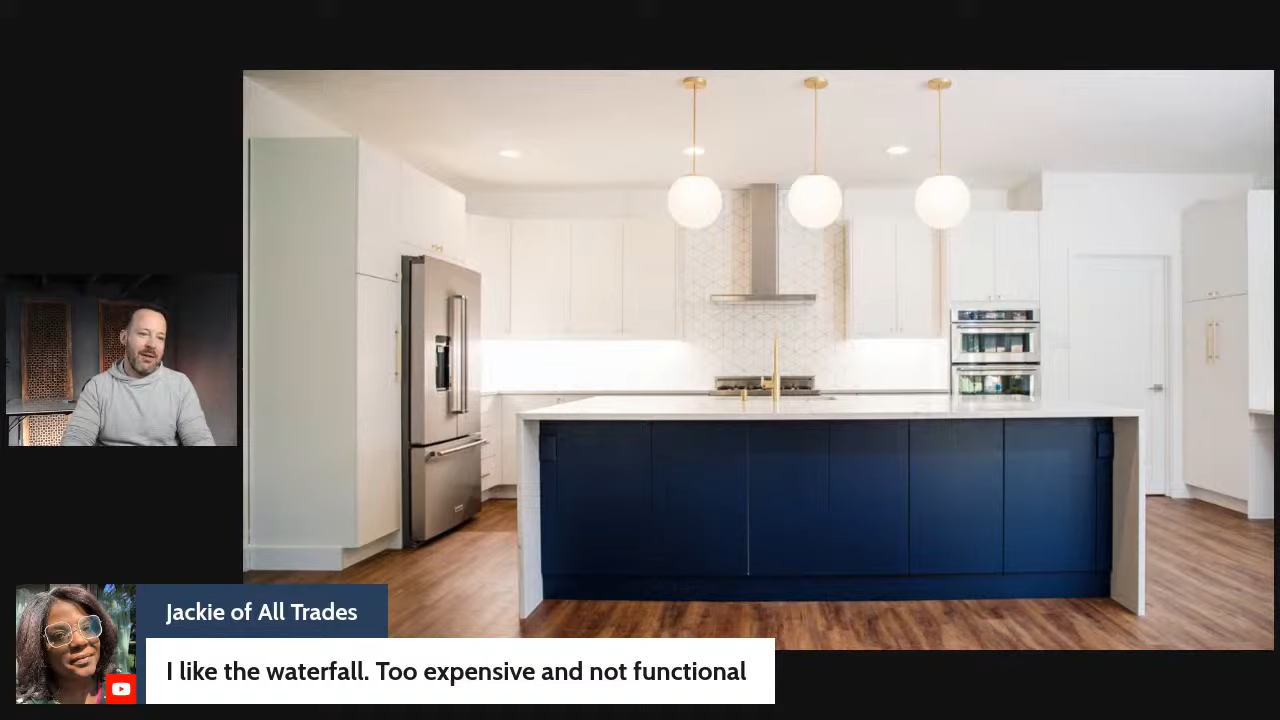 Jackie of All Trades
I like the waterfall. Too expensive and not functional